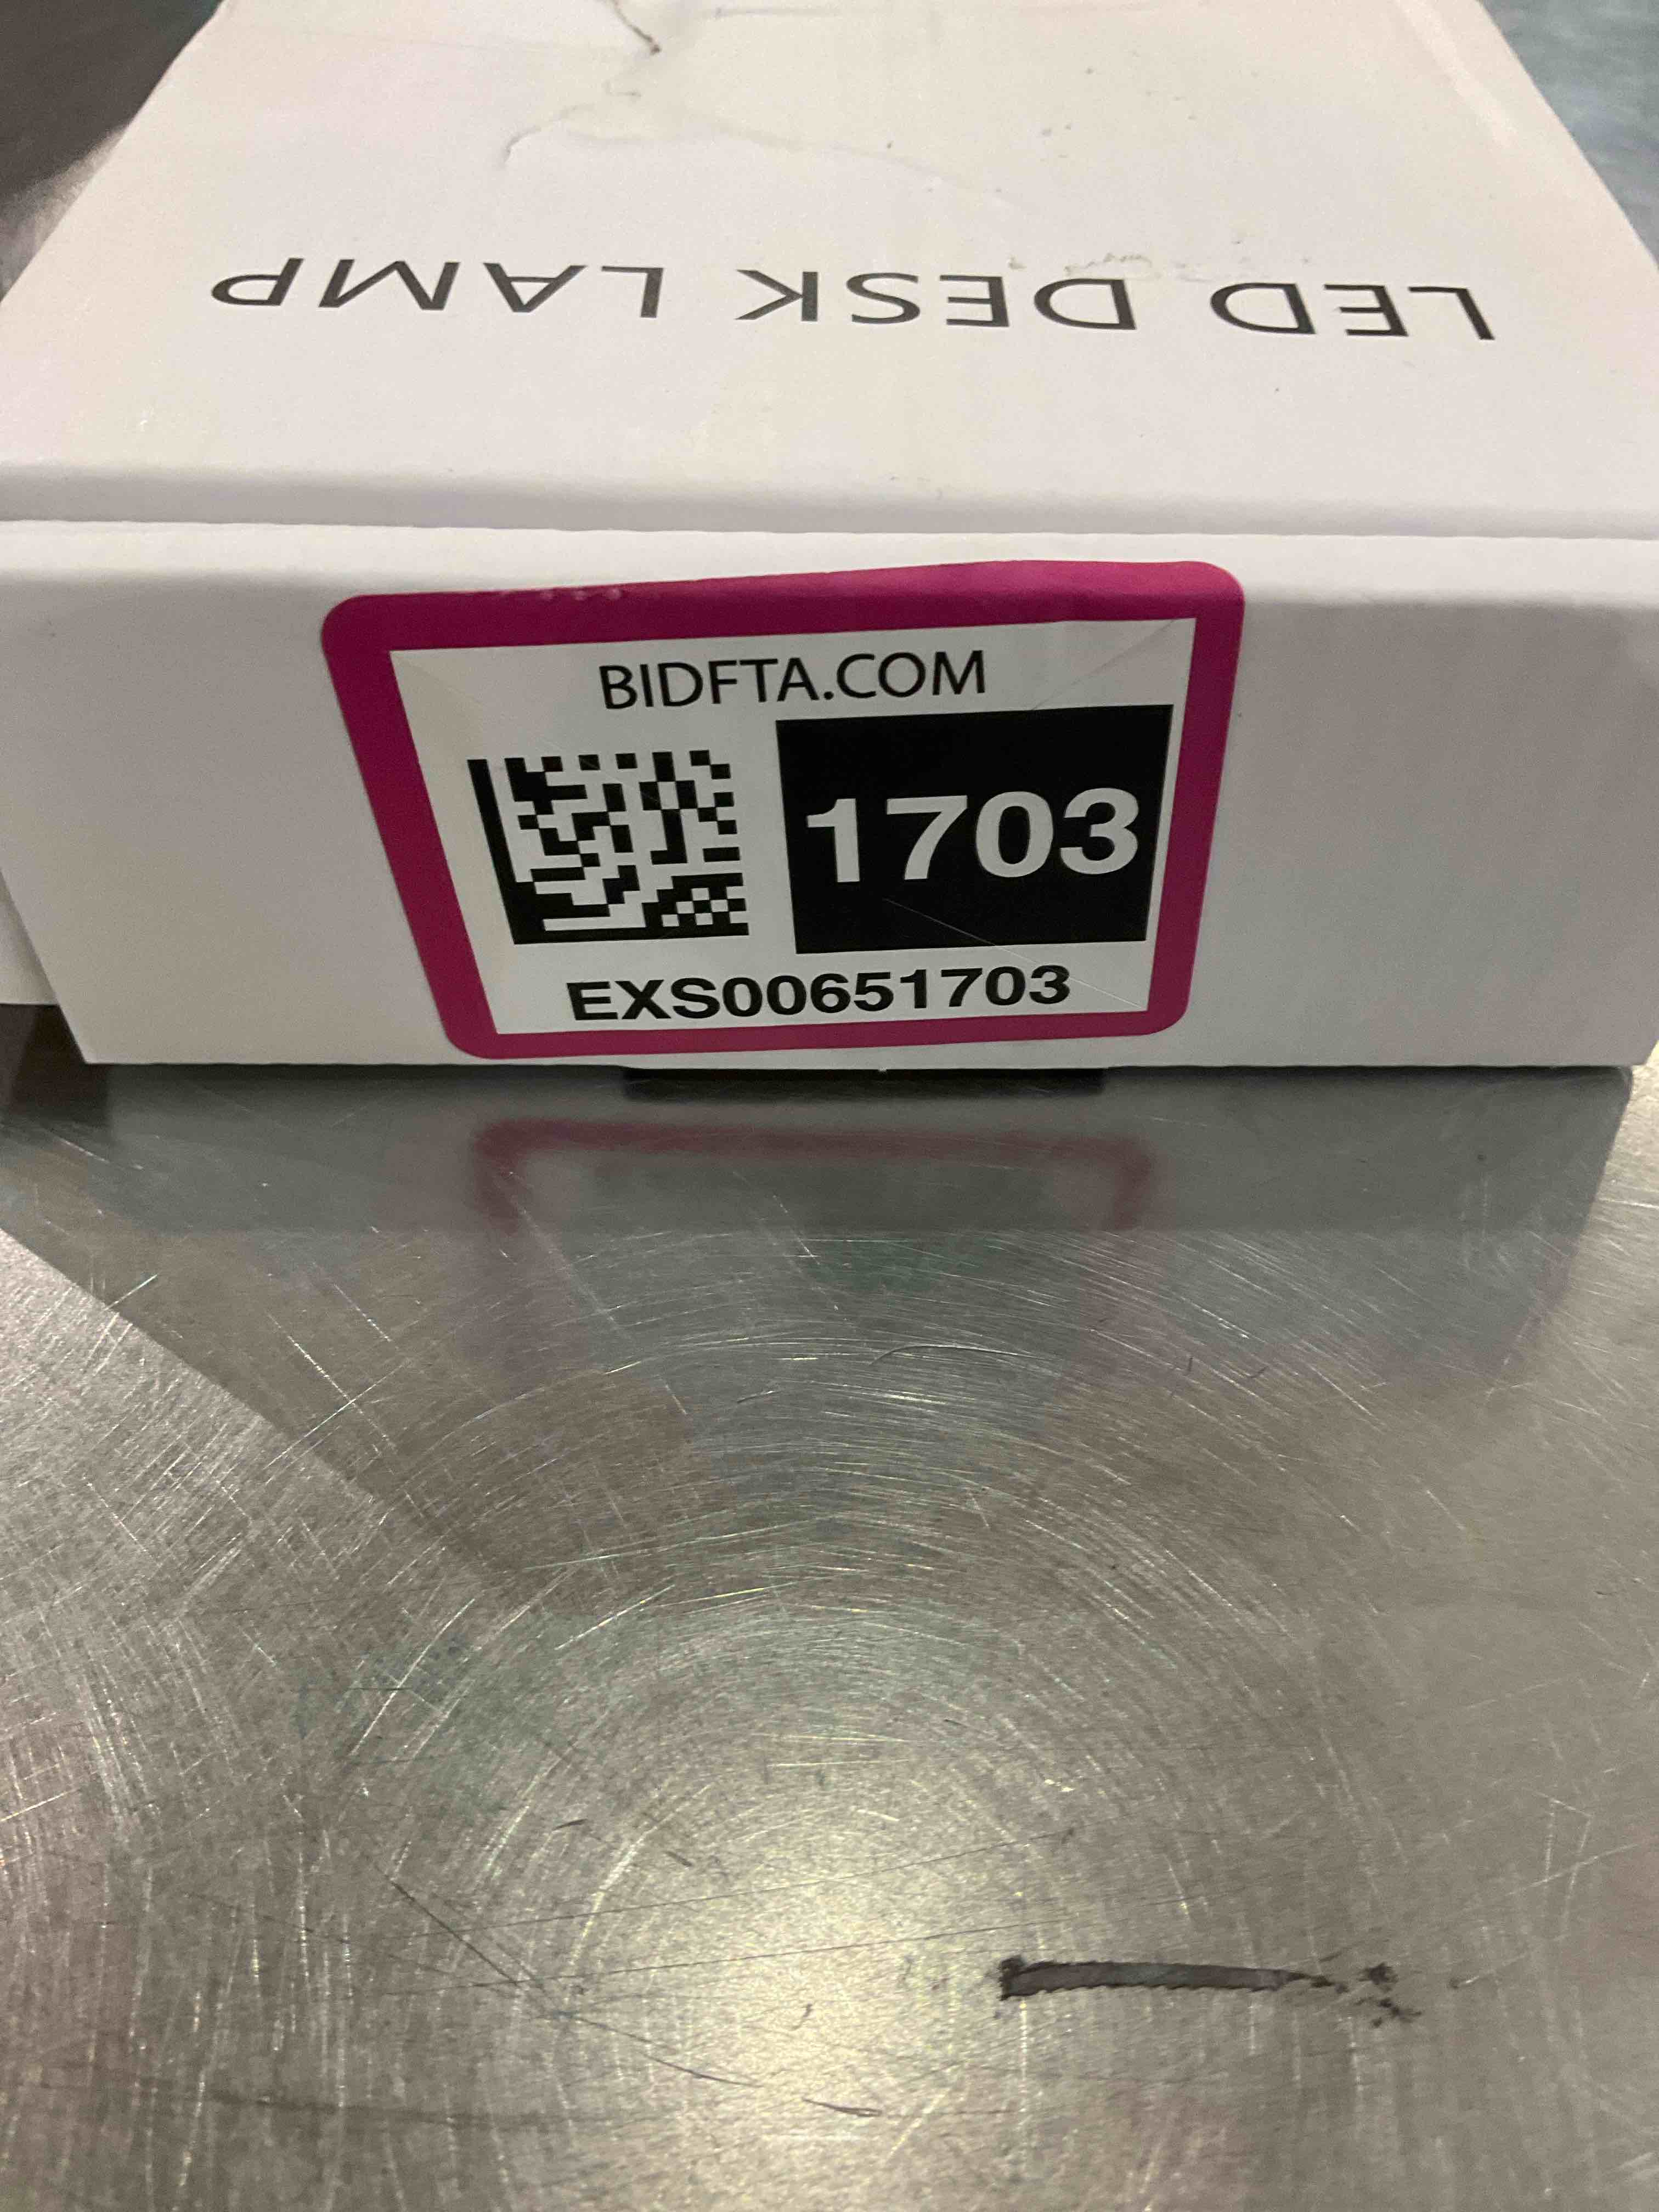 LED DESK LAMP
BIDFTA.COM
1703
EXS00651703